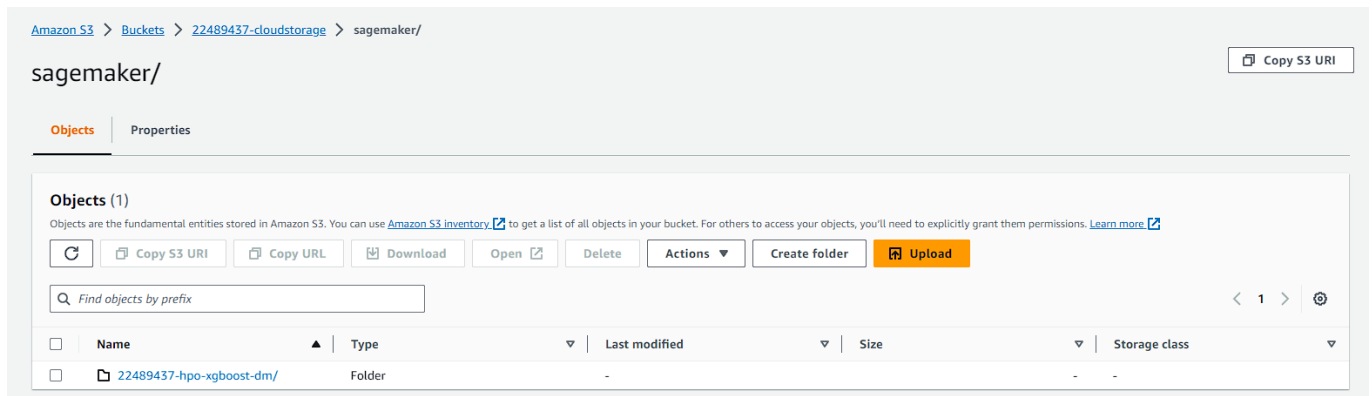 Amazon S3 > Buckets > 22489437-cloudstorage > sagemaker/
Copy S3 URI
sagemaker/
Objects Properties
Objects (1)
Objects are the fundamental entities stored in Amazon S3. You can use Amazon S3 inventory to get a list of all objects in your bucket. For others to access your objects, you'll need to explicitly grant them permissions. Learn more
Copy S3 URI Copy URL Download Open Delete Actions Create folder Upload
Find objects by prefix
1
Name Type Last modified Size Storage class
22489437-hpo-xgboost-dm/ Folder - - -